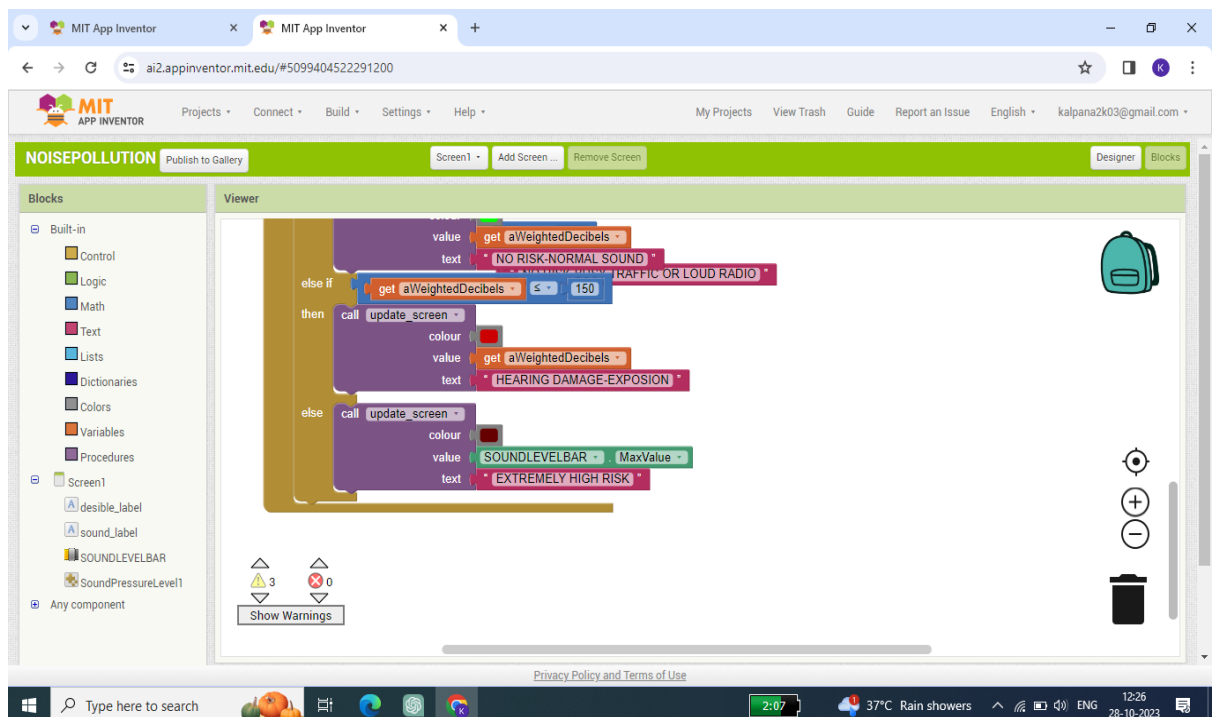 MIT App Inventor
MIT App Inventor
ai2.appinventor.mit.edu/#5099404522291200
K
MIT
APP INVENTOR
Projects
Connect
Build
Settings
Help
My Projects
View Trash
Guide
Report an Issue
English
kalpana2k03@gmail.com
NOISEPOLLUTION
Publish to Gallery
Screen1
Add Screen ...
Remove Screen
Designer
Blocks
Blocks
Viewer
Built-in
Control
Logic
Math
Text
Lists
Dictionaries
Colors
Variables
Procedures
Screen1
A desible_label
A sound_label
SOUNDLEVELBAR
SoundPressureLevel1
Any component
value get aWeightedDecibels
text " NO RISK-NORMAL SOUND "
TRAFFIC OR LOUD RADIO "
else if get aWeightedDecibels ≤ 150
then call update_screen
colour
value get aWeightedDecibels
text " HEARING DAMAGE-EXPOSION "
else call update_screen
colour
value SOUNDLEVELBAR . MaxValue
text " EXTREMELY HIGH RISK "
3 0
Show Warnings
Privacy Policy and Terms of Use
Type here to search
2:07
37°C Rain showers
ENG
12:26
28-10-2023